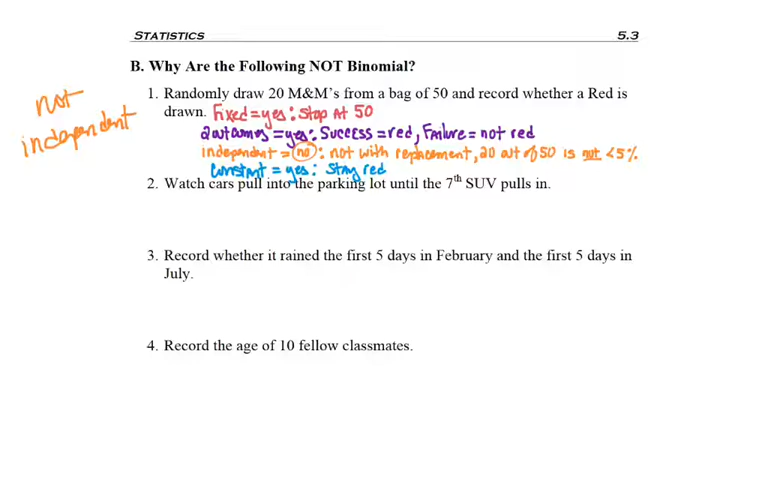 STATISTICS 5.3
B. Why Are the Following NOT Binomial?
not
independent
1. Randomly draw 20 M&M's from a bag of 50 and record whether a Red is
drawn. Fixed=yes: Stop At 50
2 outcomes = yes: Success = red, Failure = not red
independent = no : not with replacement, 20 out of 50 is not <5%
Constant = yes: Stay red
2. Watch cars pull into the parking lot until the 7th SUV pulls in.
3. Record whether it rained the first 5 days in February and the first 5 days in
July.
4. Record the age of 10 fellow classmates.